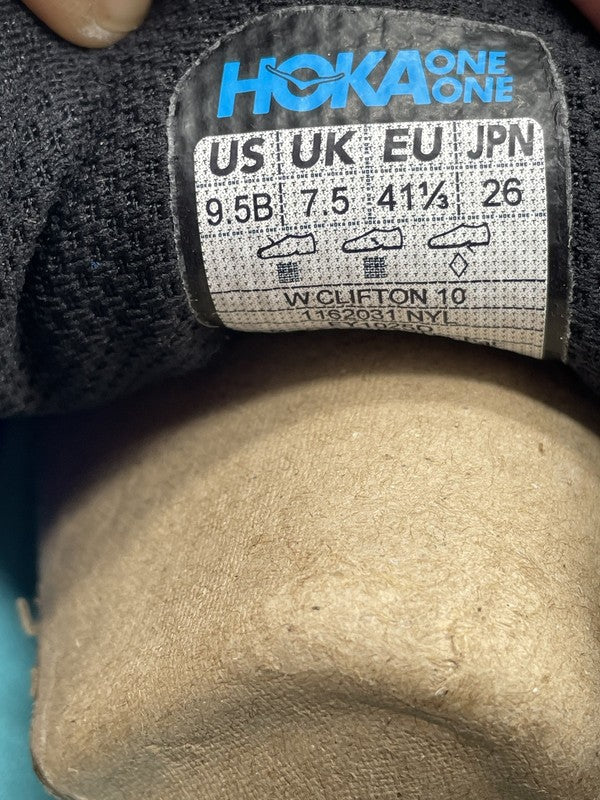 HOKA ONE ONE
US UK EU JPN
9.5B 7.5 41⅓ 26
W CLIFTON 10
1162031 NYL